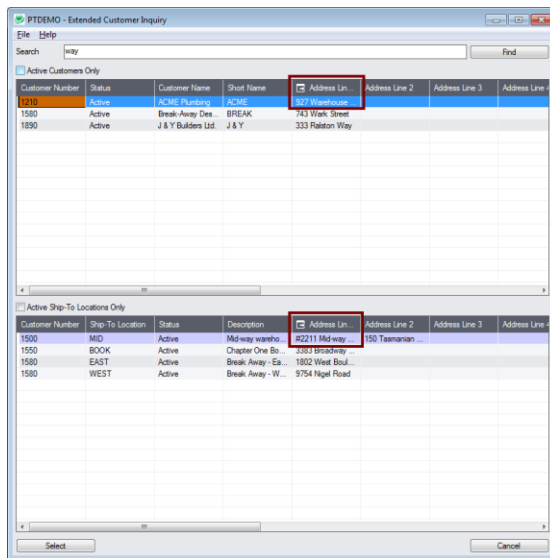 PTDEMO - Extended Customer Inquiry
File Help
Search way Find
Active Customers Only
Customer Number Status Customer Name Short Name Address Lin... Address Line 2 Address Line 3 Address Line 4
1210 Active ACME Plumbing ACME 927 Warehouse ...
1580 Active Break-Away Des... BREAK 743 Wark Street
1890 Active J & Y Builders Ltd. J & Y 333 Ralston Way
Active Ship-To Locations Only
Customer Number Ship-To Location Status Description Address Lin... Address Line 2 Address Line 3 Address Line 4
1500 MID Active Mid-way wareho... #2211 Mid-way ... 150 Tasmanian ...
1550 BOOK Active Chapter One Bo... 3383 Broadway ...
1580 EAST Active Break Away - Ea... 1802 West Boul...
1580 WEST Active Break Away - W... 9754 Nigel Road
Select Cancel